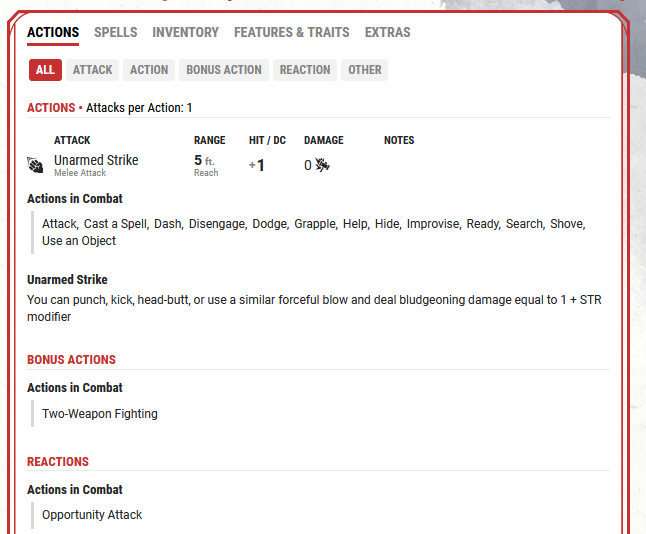 ACTIONS SPELLS INVENTORY FEATURES & TRAITS EXTRAS
ALL ATTACK ACTION BONUS ACTION REACTION OTHER
ACTIONS • Attacks per Action: 1
ATTACK RANGE HIT / DC DAMAGE NOTES
Unarmed Strike 5 ft. +1 0
Melee Attack Reach
Actions in Combat
Attack, Cast a Spell, Dash, Disengage, Dodge, Grapple, Help, Hide, Improvise, Ready, Search, Shove,
Use an Object
Unarmed Strike
You can punch, kick, head-butt, or use a similar forceful blow and deal bludgeoning damage equal to 1 + STR
modifier
BONUS ACTIONS
Actions in Combat
Two-Weapon Fighting
REACTIONS
Actions in Combat
Opportunity Attack